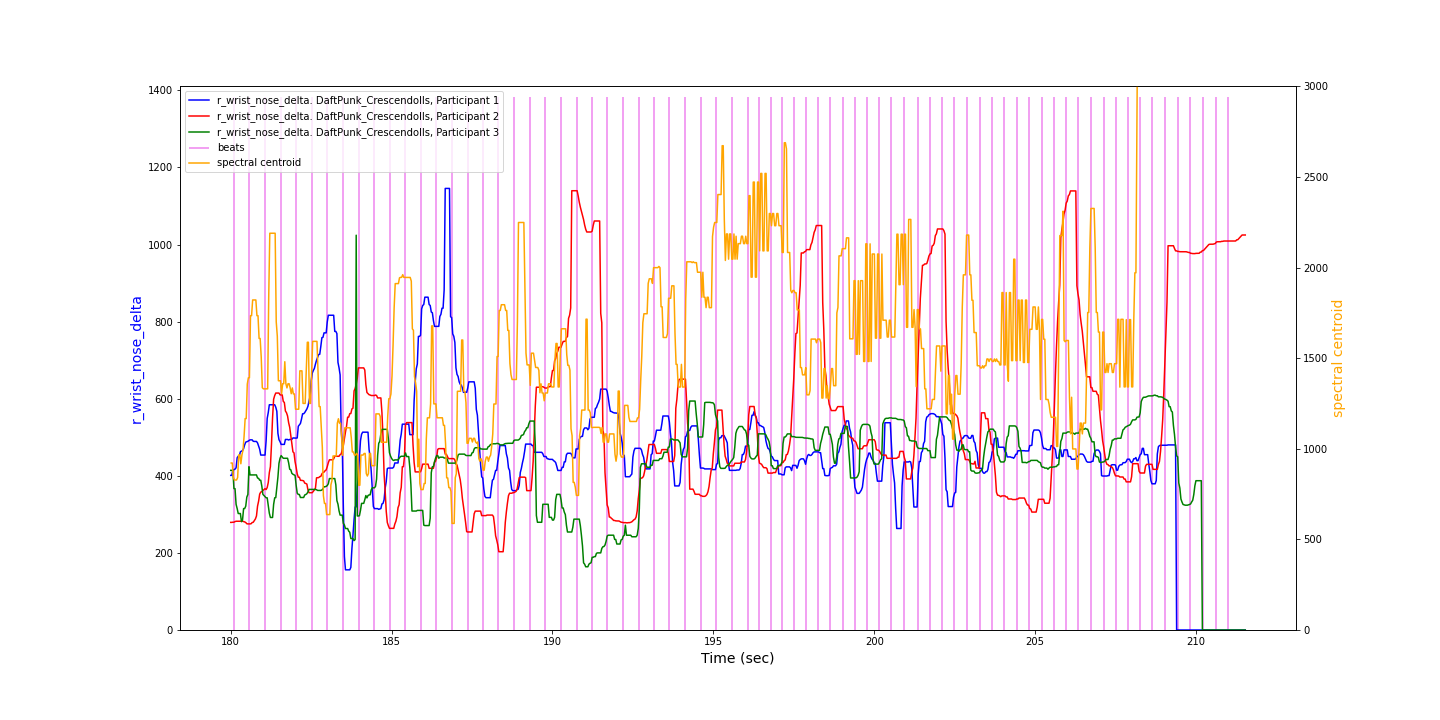 r_wrist_nose_delta. DaftPunk_Crescendolls, Participant 1
r_wrist_nose_delta. DaftPunk_Crescendolls, Participant 2
r_wrist_nose_delta. DaftPunk_Crescendolls, Participant 3
beats
spectral centroid
r_wrist_nose_delta
1400
1200
1000
800
600
400
200
0
180
185
190
195
200
205
210
Time (sec)
3000
2500
2000
1500
1000
500
0
spectral centroid